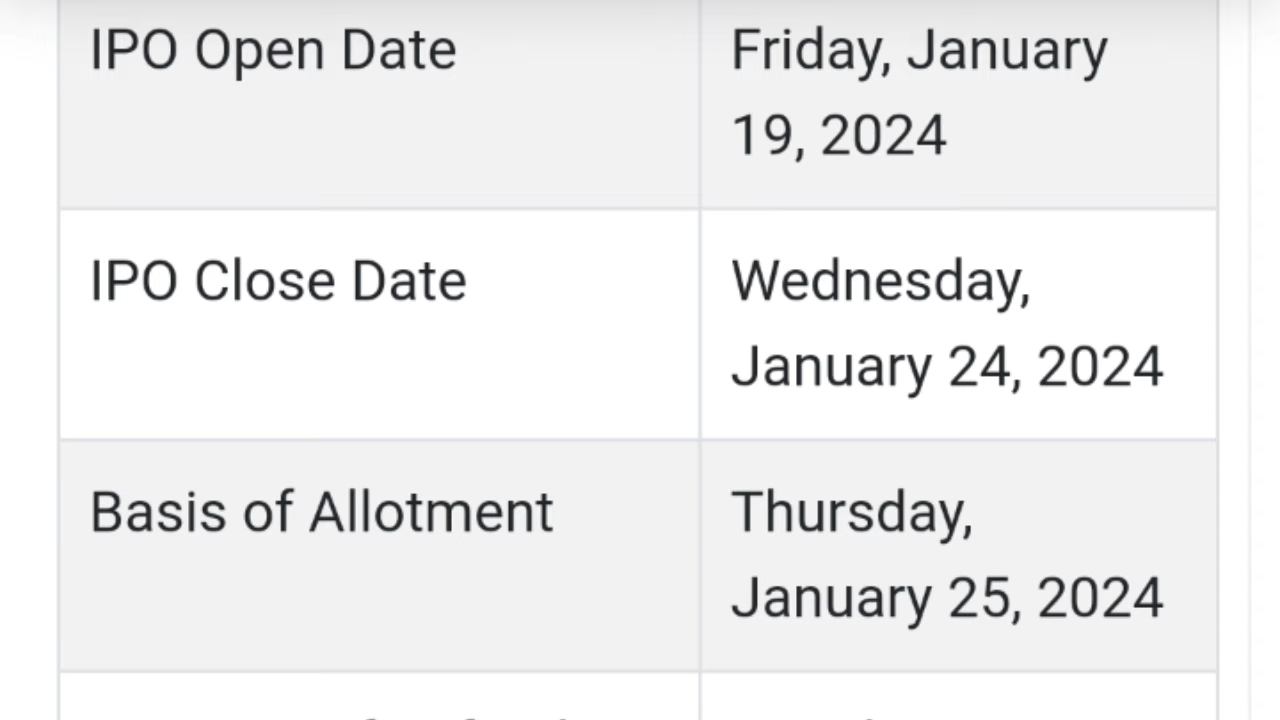 IPO Open Date
Friday, January
19, 2024
IPO Close Date
Wednesday,
January 24, 2024
Basis of Allotment
Thursday,
January 25, 2024